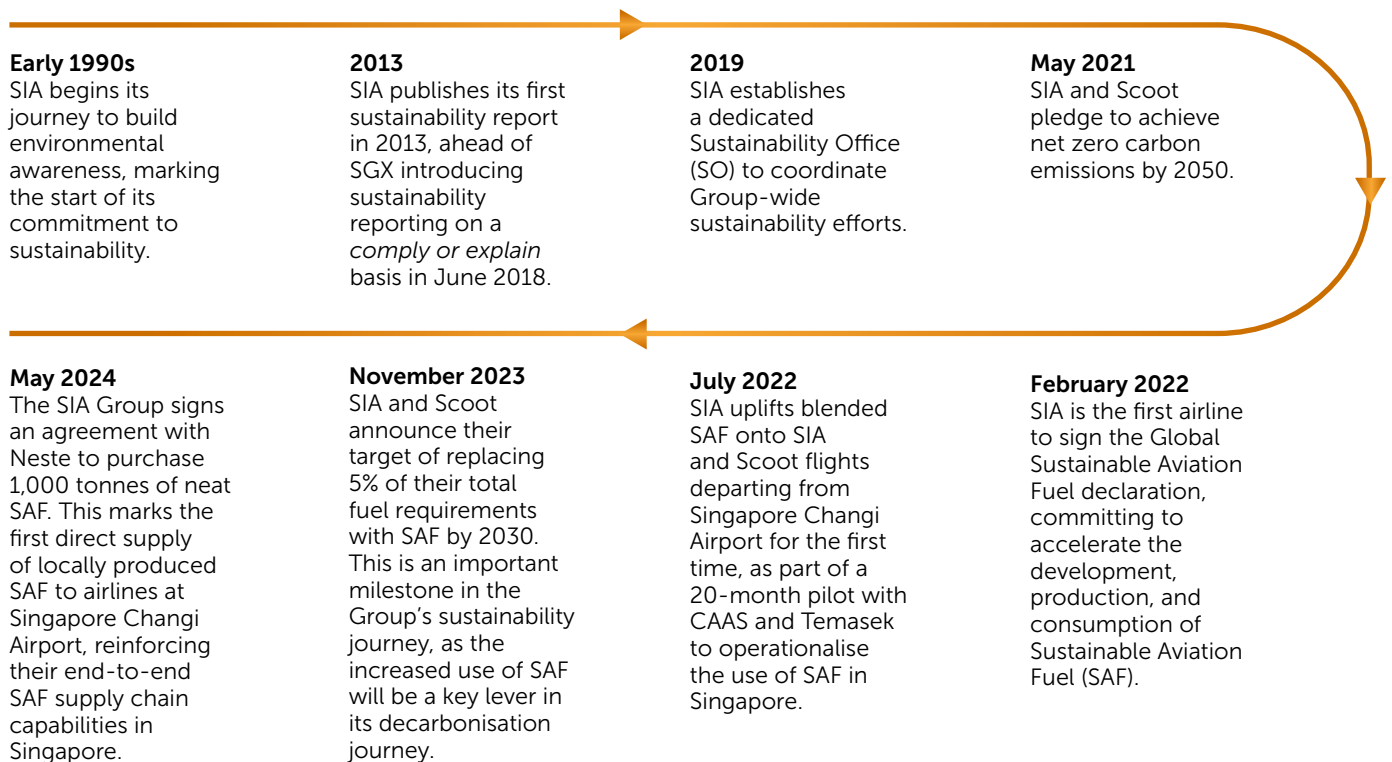 Early 1990s
SIA begins its
journey to build
environmental
awareness, marking
the start of its
commitment to
sustainability.
2013
SIA publishes its first
sustainability report
in 2013, ahead of
SGX introducing
sustainability
reporting on a
comply or explain
basis in June 2018.
2019
SIA establishes
a dedicated
Sustainability Office
(SO) to coordinate
Group-wide
sustainability efforts.
May 2021
SIA and Scoot
pledge to achieve
net zero carbon
emissions by 2050.
February 2022
SIA is the first airline
to sign the Global
Sustainable Aviation
Fuel declaration,
committing to
accelerate the
development,
production, and
consumption of
Sustainable Aviation
Fuel (SAF).
July 2022
SIA uplifts blended
SAF onto SIA
and Scoot flights
departing from
Singapore Changi
Airport for the first
time, as part of a
20-month pilot with
CAAS and Temasek
to operationalise
the use of SAF in
Singapore.
November 2023
SIA and Scoot
announce their
target of replacing
5% of their total
fuel requirements
with SAF by 2030.
This is an important
milestone in the
Group's sustainability
journey, as the
increased use of SAF
will be a key lever in
its decarbonisation
journey.
May 2024
The SIA Group signs
an agreement with
Neste to purchase
1,000 tonnes of neat
SAF. This marks the
first direct supply
of locally produced
SAF to airlines at
Singapore Changi
Airport, reinforcing
their end-to-end
SAF supply chain
capabilities in
Singapore.